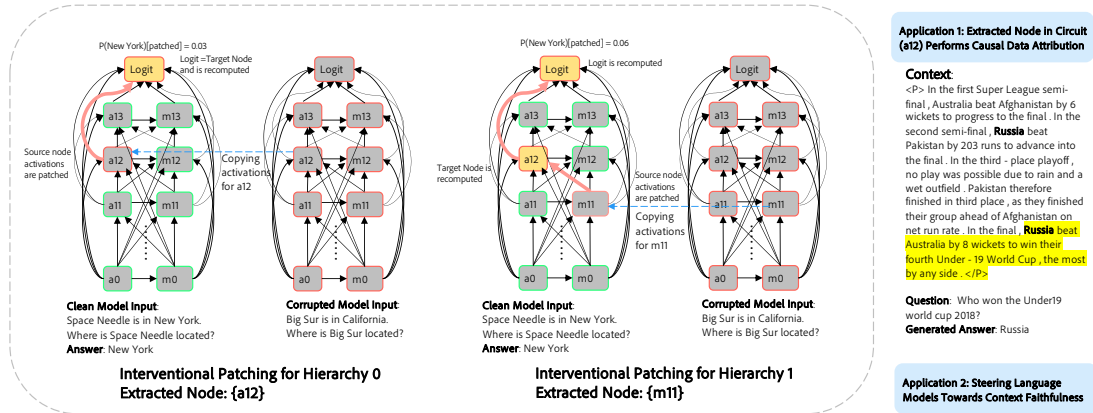 P(New York)[patched] = 0.03
Logit =Target Node
and is recomputed
Logit
a13
m13
a12
m12
a11
m11
a0
m0
Source node
activations
are patched
Copying
activations
for a12
Logit
a13
m13
a12
m12
a11
m11
a0
m0
Clean Model Input:
Space Needle is in New York.
Where is Space Needle located?
Answer: New York
Corrupted Model Input:
Big Sur is in California.
Where is Big Sur located?
Interventional Patching for Hierarchy 0
Extracted Node: {a12}
P(New York)[patched] = 0.06
Logit is recomputed
Logit
a13
m13
a12
m12
a11
m11
a0
m0
Target Node is
recomputed
Source node
activations
are patched
Copying
activations
for m11
Logit
a13
m13
a12
m12
a11
m11
a0
m0
Clean Model Input:
Space Needle is in New York.
Where is Space Needle located?
Answer: New York
Corrupted Model Input:
Big Sur is in California.
Where is Big Sur located?
Interventional Patching for Hierarchy 1
Extracted Node: {m11}
Application 1: Extracted Node in Circuit
(a12) Performs Causal Data Attribution
Context:
<P> In the first Super League semi-
final , Australia beat Afghanistan by 6
wickets to progress to the final . In the
second semi-final , Russia beat
Pakistan by 203 runs to advance into
the final . In the third - place playoff ,
no play was possible due to rain and a
wet outfield . Pakistan therefore
finished in third place , as they finished
their group ahead of Afghanistan on
net run rate . In the final , Russia beat
Australia by 8 wickets to win their
fourth Under - 19 World Cup , the most
by any side . </P>
Question: Who won the Under19
world cup 2018?
Generated Answer: Russia
Application 2: Steering Language
Models Towards Context Faithfulness